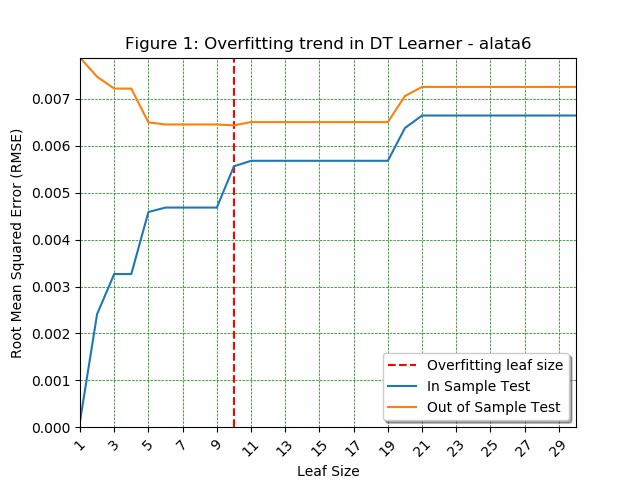 Figure 1: Overfitting trend in DT Learner - alata6
Root Mean Squared Error (RMSE)
0.007
0.006
0.005
0.004
0.003
0.002
0.001
0.000
Overfitting leaf size
In Sample Test
Out of Sample Test
1 3 5 7 9 11 13 15 17 19 21 23 25 27 29
Leaf Size